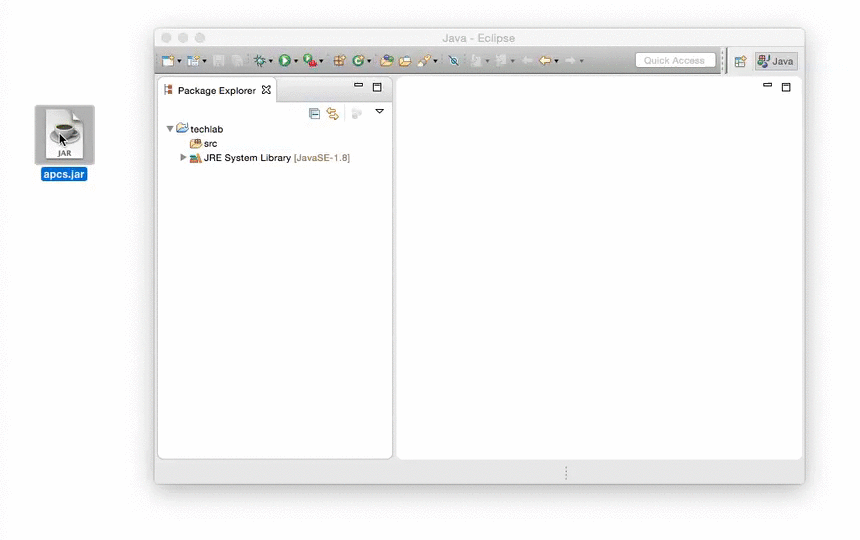 Java - Eclipse
Quick Access
Java
Package Explorer
techlab
src
JRE System Library [JavaSE-1.8]
JAR
apcs.jar